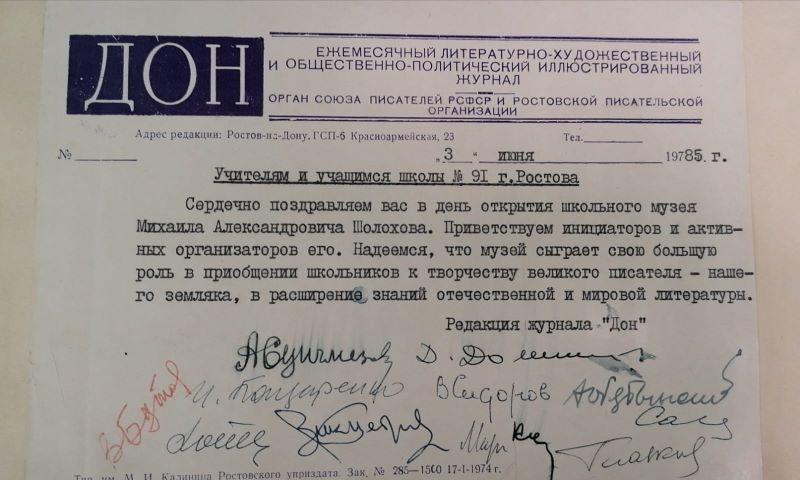 ДОН
ЕЖЕМЕСЯЧНЫЙ ЛИТЕРАТУРНО-ХУДОЖЕСТВЕННЫЙ
И ОБЩЕСТВЕННО-ПОЛИТИЧЕСКИЙ ИЛЛЮСТРИРОВАННЫЙ
ЖУРНАЛ
ОРГАН СОЮЗА ПИСАТЕЛЕЙ РСФСР И РОСТОВСКОЙ ПИСАТЕЛЬСКОЙ
ОРГАНИЗАЦИИ
Адрес редакции: Ростов-на-Дону, ГСП-6 Красноармейская, 23 Тел.
№ „3 „ июня 19785 г.
Учителям и учащимся школы № 9I г.Ростова
Сердечно поздравляем вас в день открытия школьного музея
Михаила Александровича Шолохова. Приветствуем инициаторов и актив-
ных организаторов его. Надеемся, что музей сыграет свою большую
роль в приобщении школьников к творчеству великого писателя - наше-
го земляка, в расширение знаний отечественной и мировой литературы.
Редакция журнала "Дон"
И. Бондаренко В Сидоров
Тип. им. М. И. Калинина Ростовского уприздата. Зак. № 285—1500 17-1-1974 г.